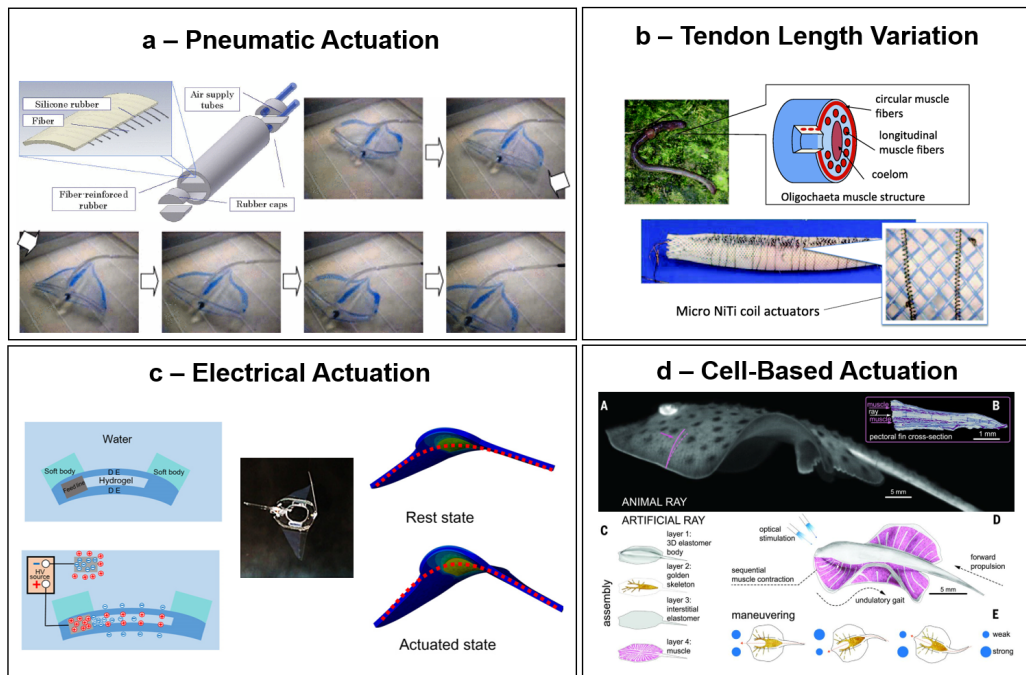 a – Pneumatic Actuation
Silicone rubber
Fiber
Air supply
tubes
Fiber-reinforced
rubber
Rubber caps
b – Tendon Length Variation
circular muscle
fibers
longitudinal
muscle fibers
coelom
Oligochaeta muscle structure
Micro NiTi coil actuators
c – Electrical Actuation
Water
Soft body
D E
Soft body
Feed line
Hydrogel
D E
HV
source
Rest state
Actuated state
d – Cell-Based Actuation
A
B
muscle
ray
muscle
pectoral fin cross-section
1 mm
5 mm
ANIMAL RAY
ARTIFICIAL RAY
C
assembly
layer 1:
3D elastomer
body
layer 2:
golden
skeleton
layer 3:
interstitial
elastomer
layer 4:
muscle
D
optical
stimulation
sequential
muscle contraction
forward
propulsion
undulatory gait
5 mm
E
maneuvering
weak
strong